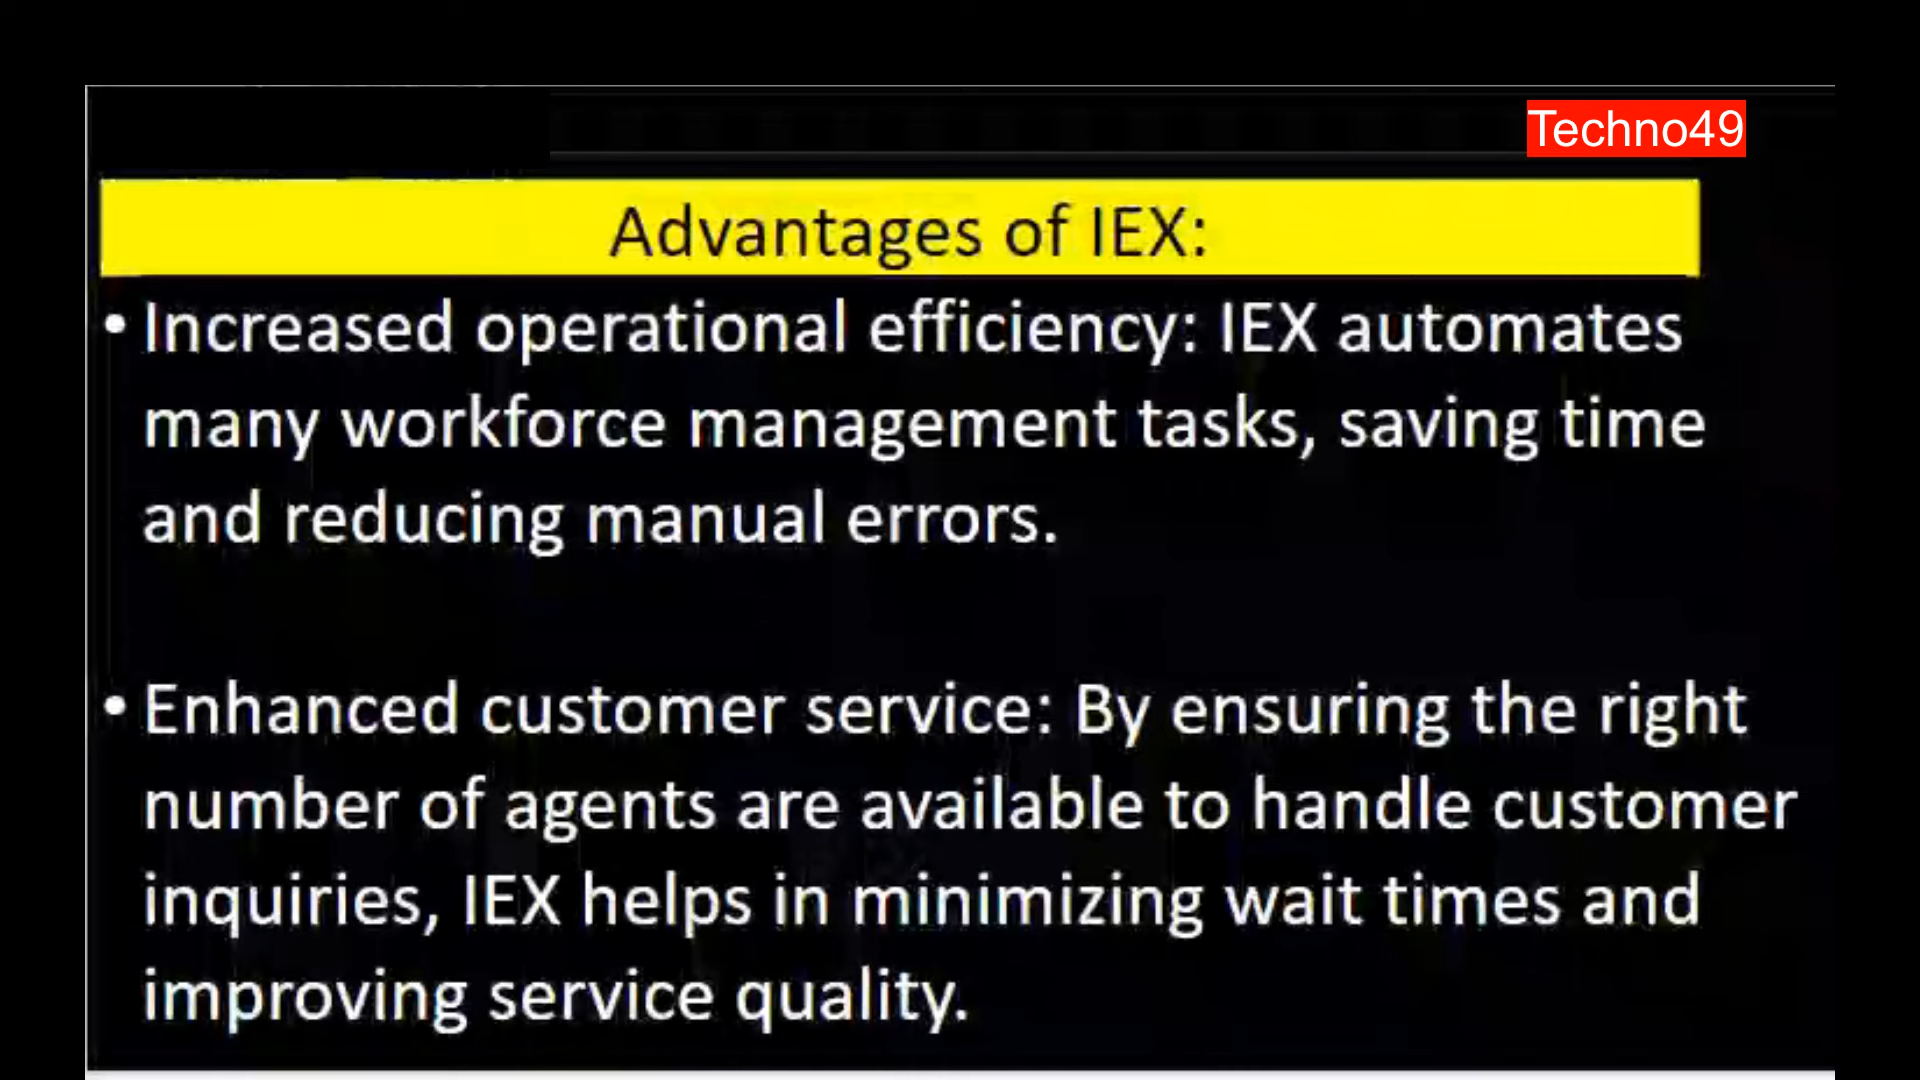 Techno49
Advantages of IEX:
• Increased operational efficiency: IEX automates
many workforce management tasks, saving time
and reducing manual errors.
• Enhanced customer service: By ensuring the right
number of agents are available to handle customer
inquiries, IEX helps in minimizing wait times and
improving service quality.